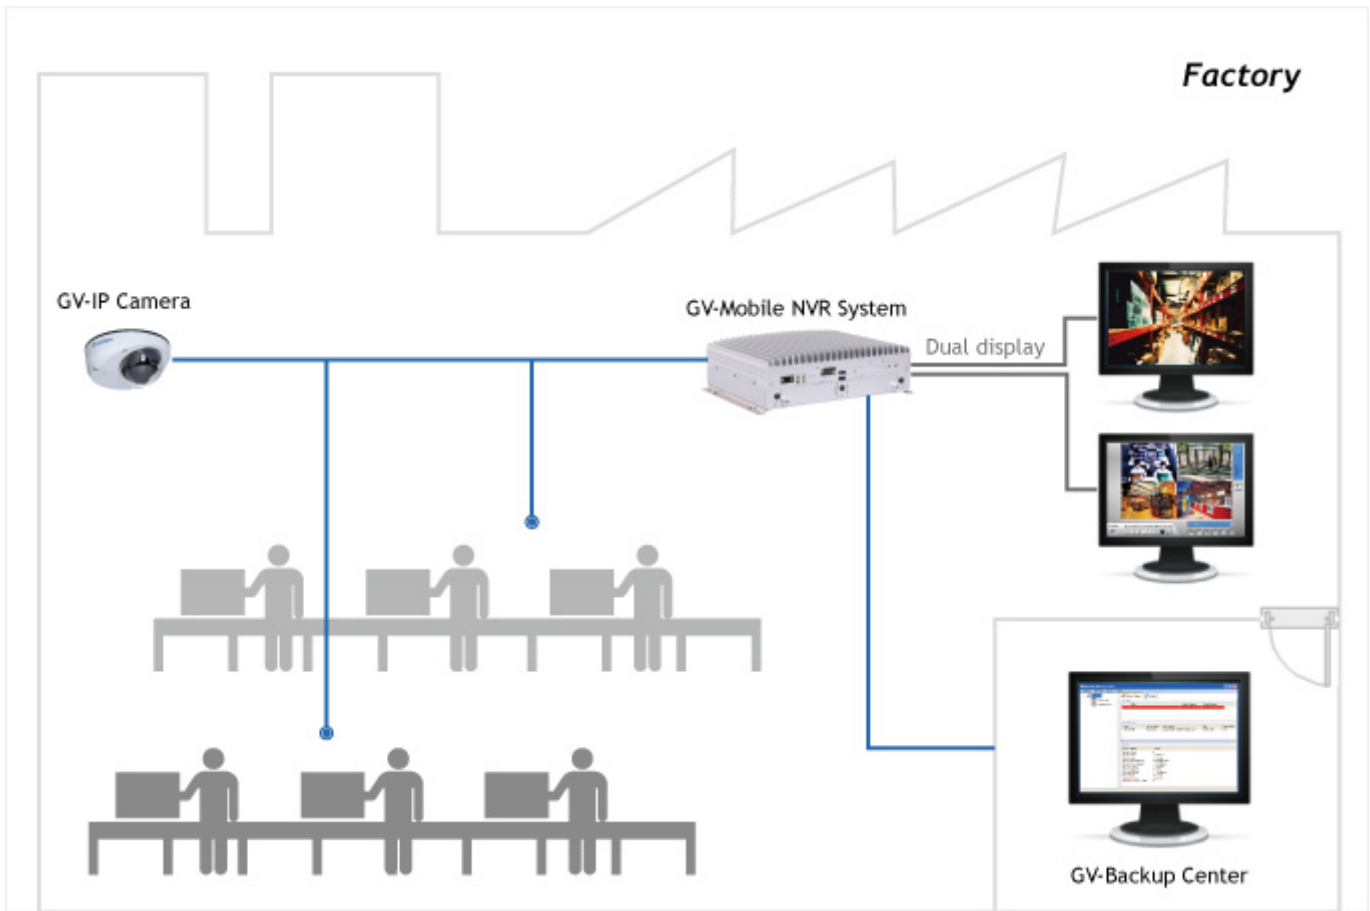 Factory
GV-IP Camera
GV-Mobile NVR System
Dual display
GV-Backup Center